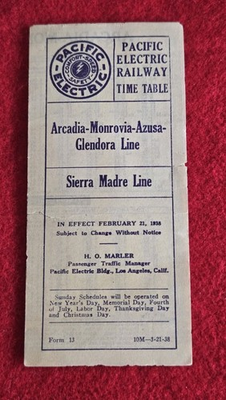 PACIFIC ELECTRIC
COMFORT SPEED SAFETY
PACIFIC
ELECTRIC
RAILWAY
TIME TABLE
Arcadia-Monrovia-Azusa-
Glendora Line
Sierra Madre Line
IN EFFECT FEBRUARY 21, 1938
Subject to Change Without Notice
H. O. MARLER
Passenger Traffic Manager
Pacific Electric Bldg., Los Angeles, Calif.
Sunday Schedules will be operated on
New Year's Day, Memorial Day, Fourth
of July, Labor Day, Thanksgiving Day
and Christmas Day.
Form 13 10M—2-21-38